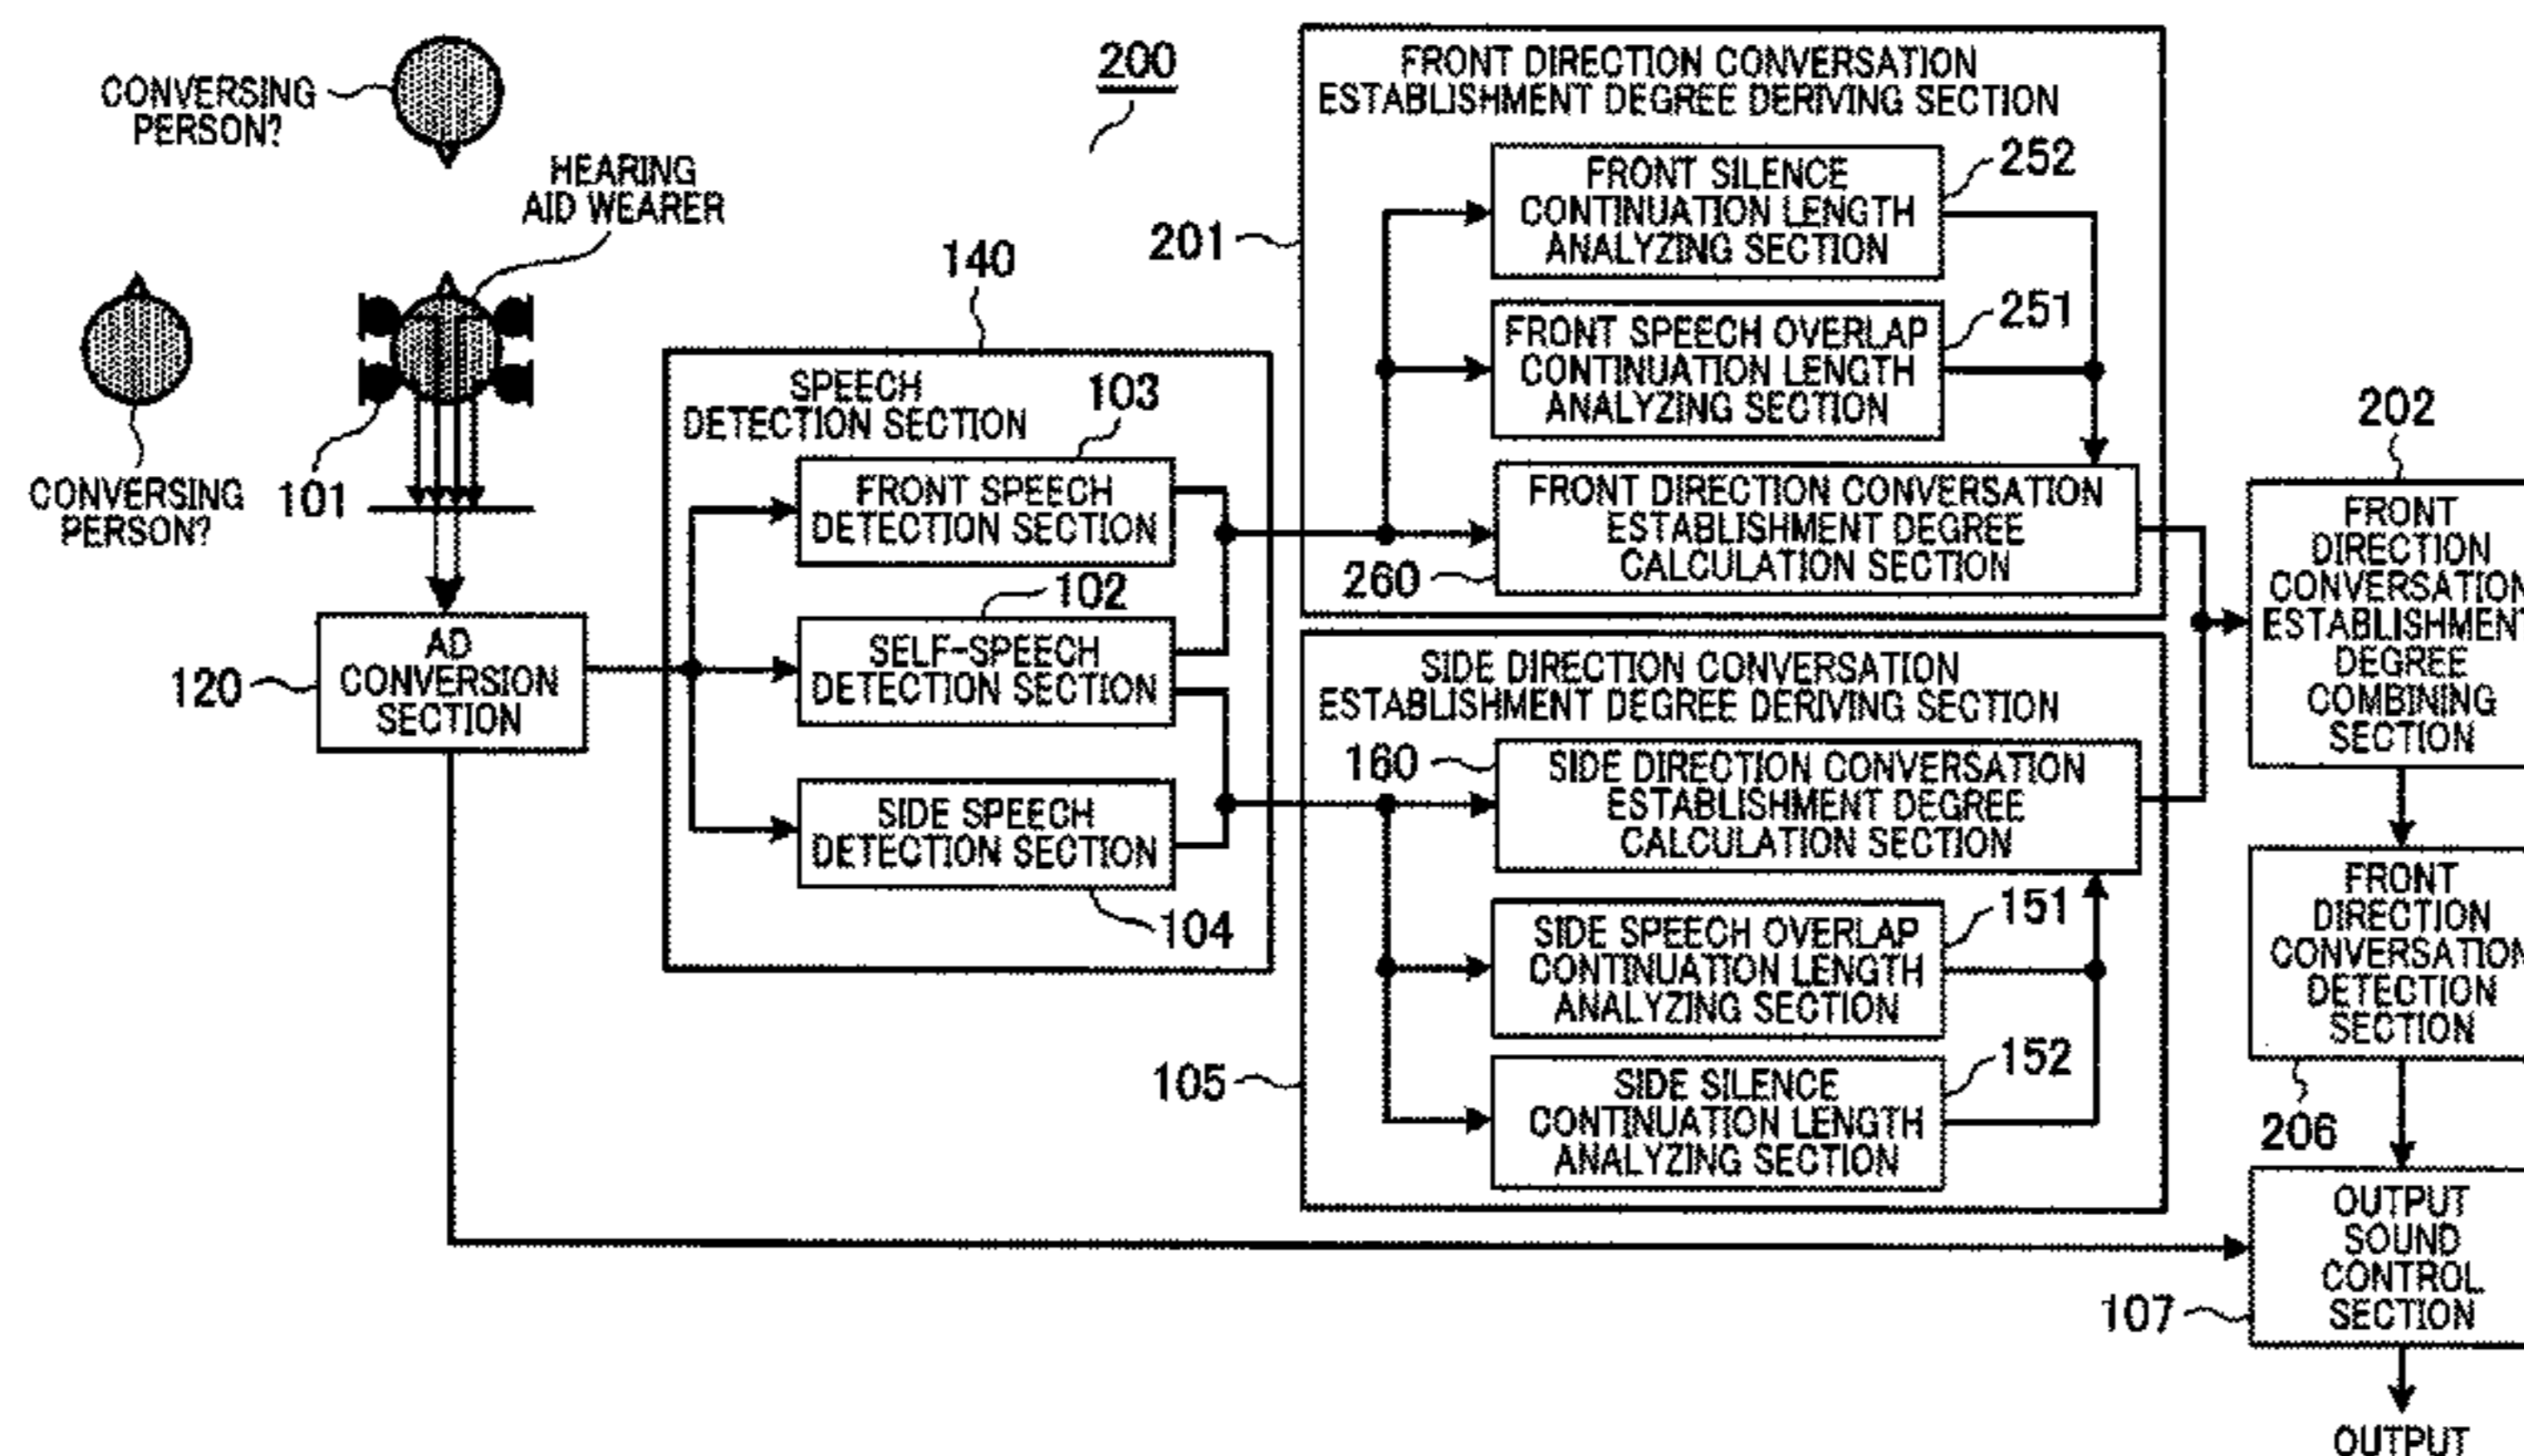 200
CONVERSING
PERSON?
HEARING
AID WEARER
CONVERSING
PERSON?
101
120
AD
CONVERSION
SECTION
140
SPEECH
DETECTION SECTION
103
FRONT SPEECH
DETECTION SECTION
102
SELF-SPEECH
DETECTION SECTION
SIDE SPEECH
DETECTION SECTION
104
201
FRONT DIRECTION CONVERSATION
ESTABLISHMENT DEGREE DERIVING SECTION
252
FRONT SILENCE
CONTINUATION LENGTH
ANALYZING SECTION
251
FRONT SPEECH OVERLAP
CONTINUATION LENGTH
ANALYZING SECTION
FRONT DIRECTION CONVERSATION
ESTABLISHMENT DEGREE
CALCULATION SECTION
260
SIDE DIRECTION CONVERSATION
ESTABLISHMENT DEGREE DERIVING SECTION
160
SIDE DIRECTION CONVERSATION
ESTABLISHMENT DEGREE
CALCULATION SECTION
151
SIDE SPEECH OVERLAP
CONTINUATION LENGTH
ANALYZING SECTION
105
152
SIDE SILENCE
CONTINUATION LENGTH
ANALYZING SECTION
202
FRONT
DIRECTION
CONVERSATION
ESTABLISHMENT
DEGREE
COMBINING
SECTION
FRONT
DIRECTION
CONVERSATION
DETECTION
SECTION
206
OUTPUT
SOUND
CONTROL
SECTION
107
OUTPUT